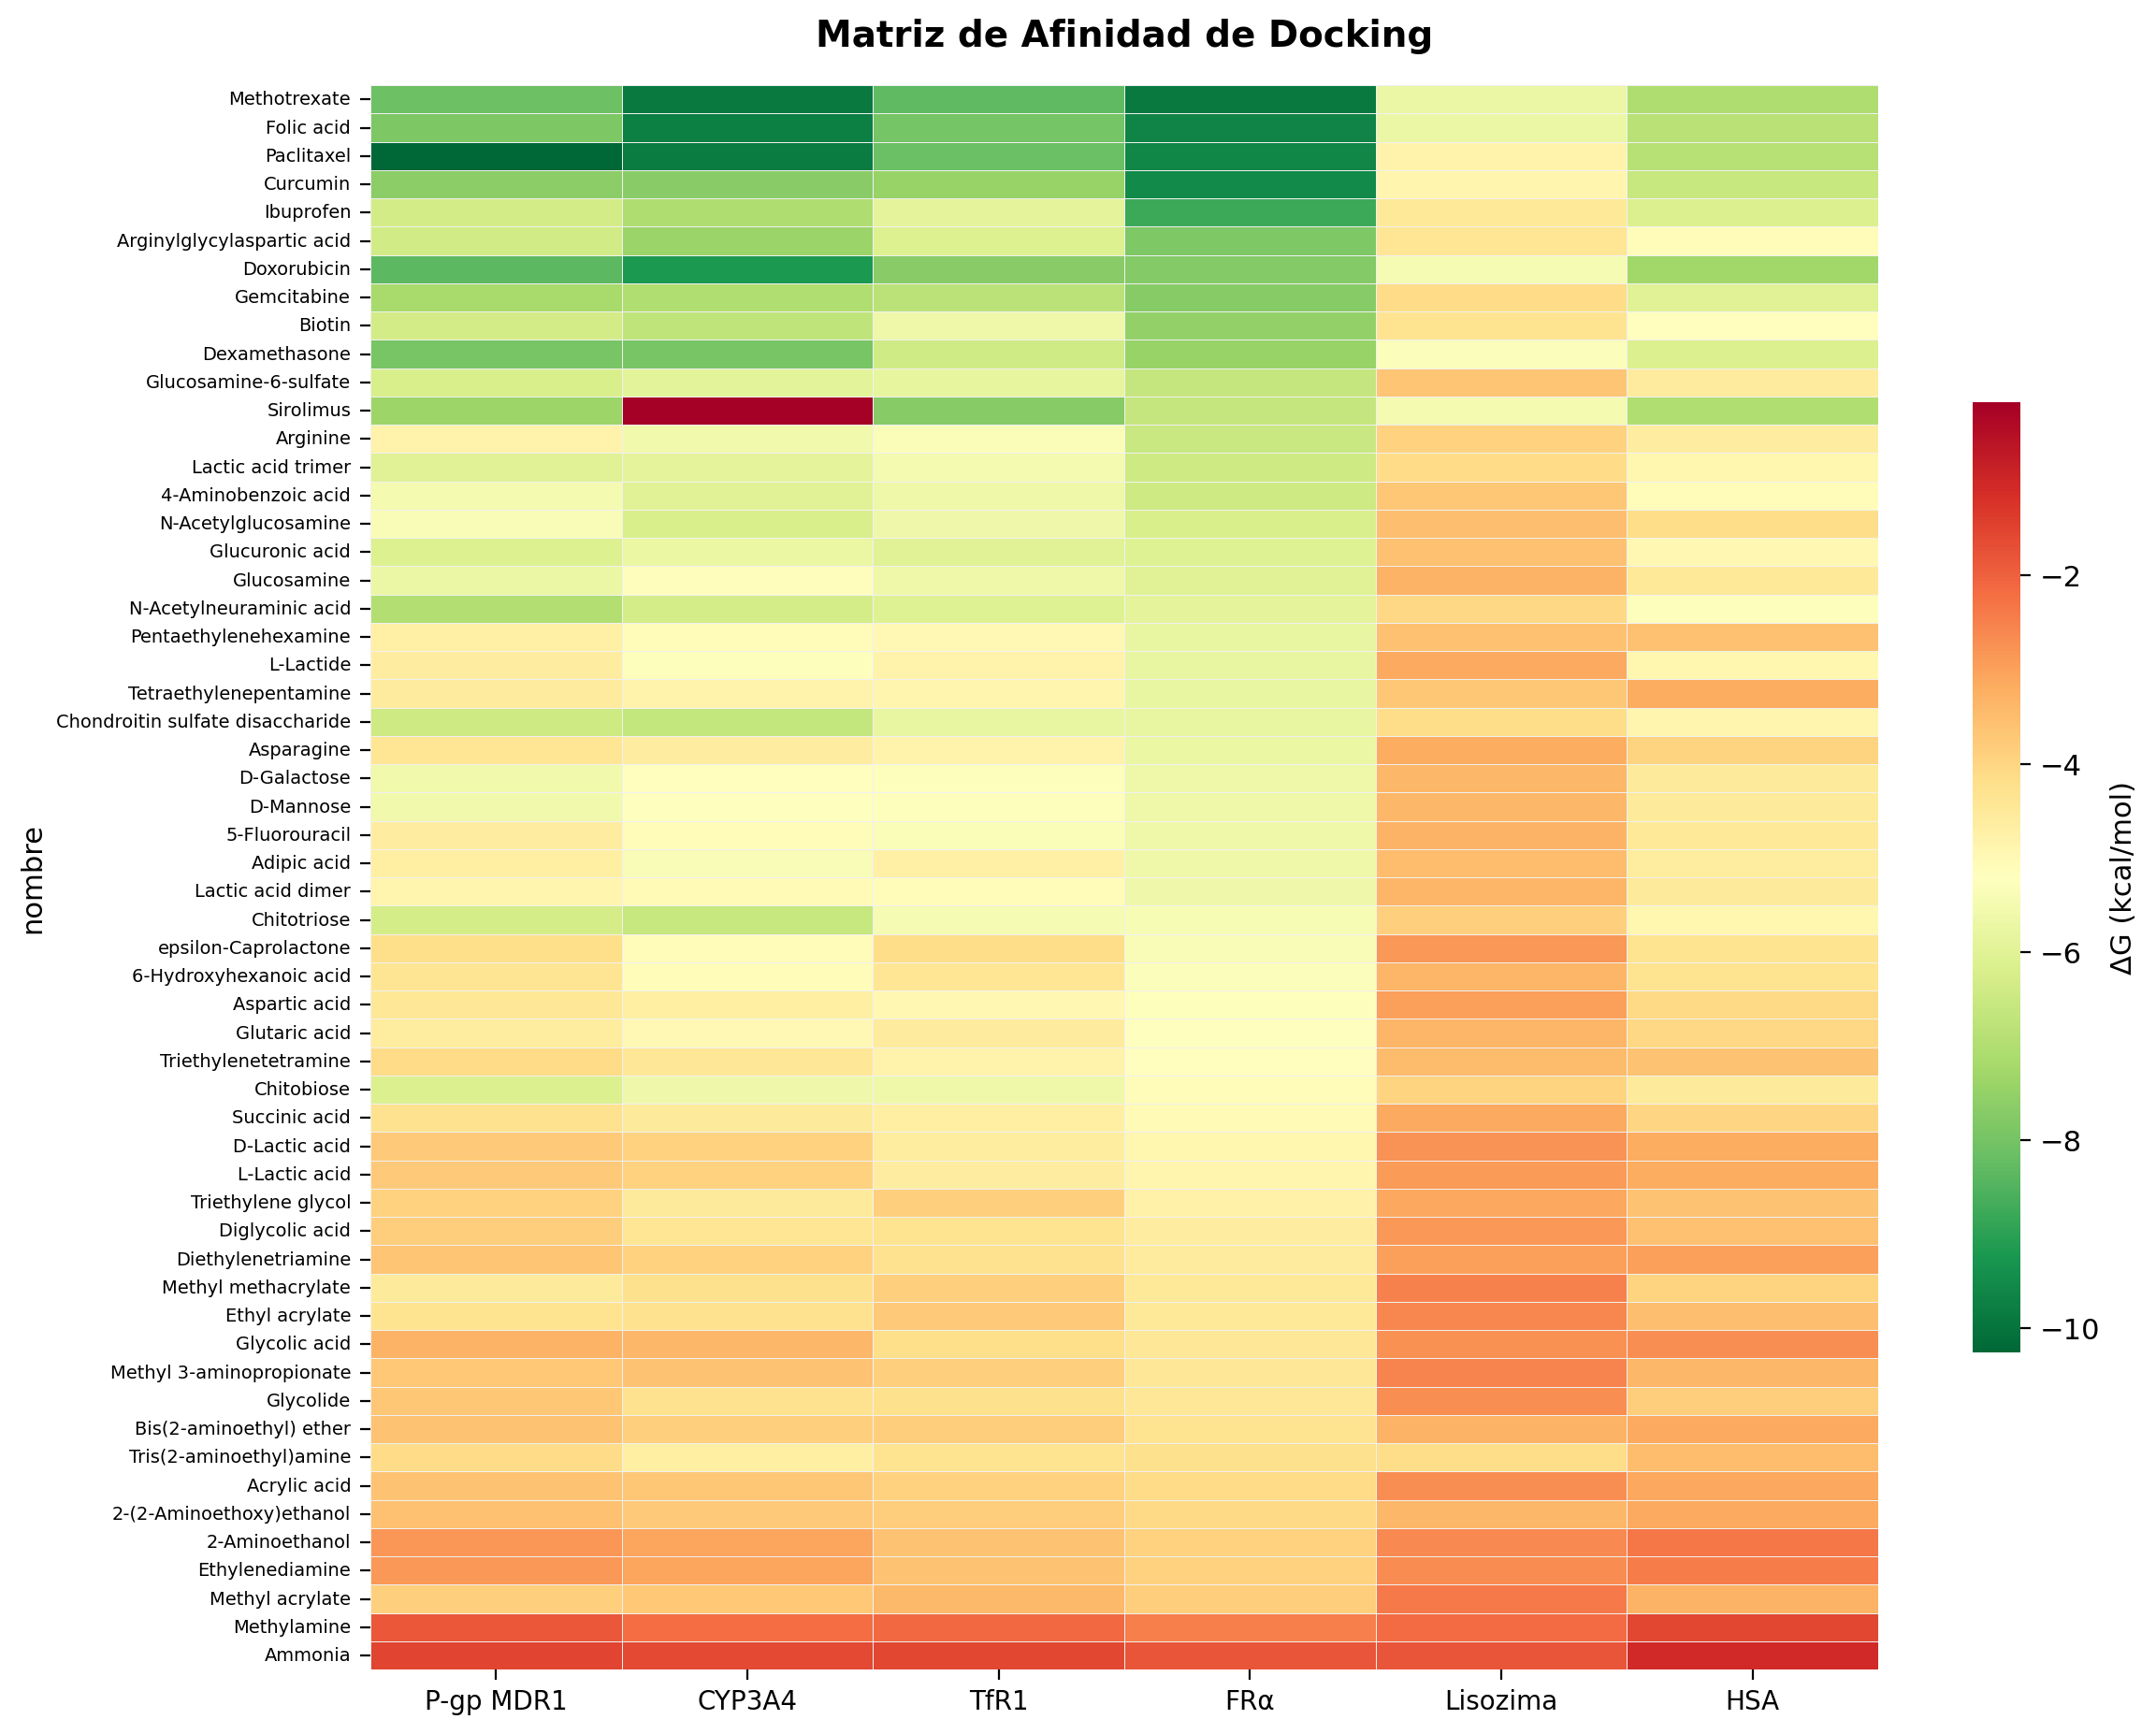 Matriz de Afinidad de Docking
nombre
Methotrexate
Folic acid
Paclitaxel
Curcumin
Ibuprofen
Arginylglycylaspartic acid
Doxorubicin
Gemcitabine
Biotin
Dexamethasone
Glucosamine-6-sulfate
Sirolimus
Arginine
Lactic acid trimer
4-Aminobenzoic acid
N-Acetylglucosamine
Glucuronic acid
Glucosamine
N-Acetylneuraminic acid
Pentaethylenehexamine
L-Lactide
Tetraethylenepentamine
Chondroitin sulfate disaccharide
Asparagine
D-Galactose
D-Mannose
5-Fluorouracil
Adipic acid
Lactic acid dimer
Chitotriose
epsilon-Caprolactone
6-Hydroxyhexanoic acid
Aspartic acid
Glutaric acid
Triethylenetetramine
Chitobiose
Succinic acid
D-Lactic acid
L-Lactic acid
Triethylene glycol
Diglycolic acid
Diethylenetriamine
Methyl methacrylate
Ethyl acrylate
Glycolic acid
Methyl 3-aminopropionate
Glycolide
Bis(2-aminoethyl) ether
Tris(2-aminoethyl)amine
Acrylic acid
2-(2-Aminoethoxy)ethanol
2-Aminoethanol
Ethylenediamine
Methyl acrylate
Methylamine
Ammonia
P-gp MDR1
CYP3A4
TfR1
FRα
Lisozima
HSA
−2
−4
−6
−8
−10
ΔG (kcal/mol)